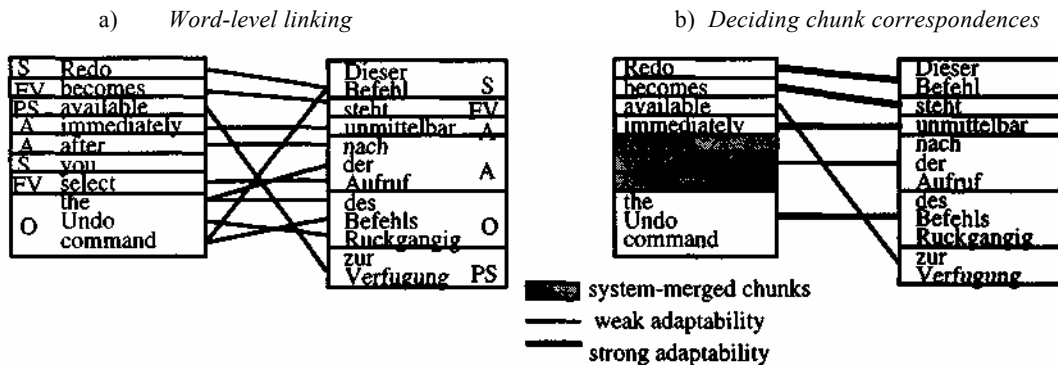 a) Word-level linking
b) Deciding chunk correspondences
S Redo
FV becomes
PS available
A immediately
A after
S you
FV select
the
O Undo
command
Dieser
Befehl S
steht FV
unmittelbar A
nach
der A
Aufruf
des
Befehls O
Ruckgangig
zur
Verfugung PS
Redo
becomes
available
immediately
the
Undo
command
Dieser
Befehl
steht
unmittelbar
nach
der
Aufruf
des
Befehls
Ruckgangig
zur
Verfugung
system-merged chunks
weak adaptability
strong adaptability